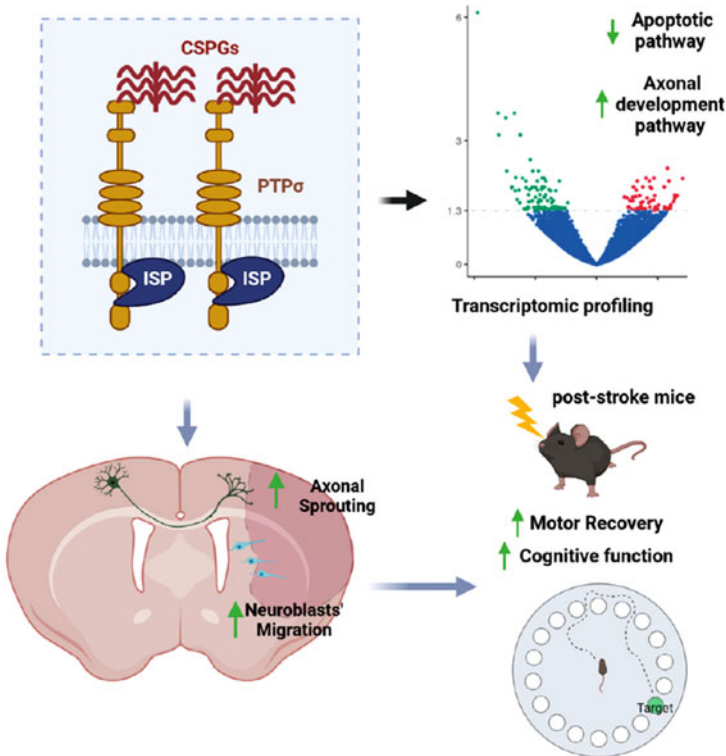 CSPGs
PTPσ
ISP
ISP
6
3
1.3
0
Apoptotic
pathway
Axonal
development
pathway
Transcriptomic profiling
post-stroke mice
Motor Recovery
Cognitive function
Target
Axonal
Sprouting
Neuroblasts'
Migration